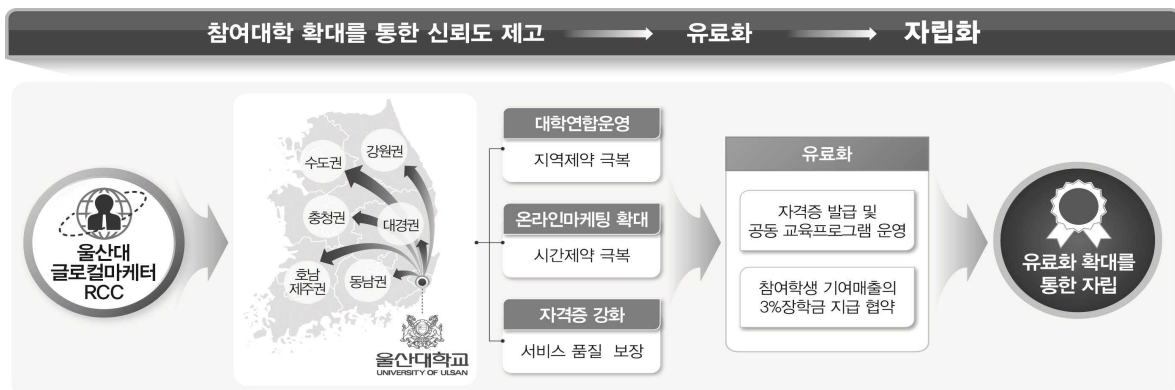 참여대학 확대를 통한 신뢰도 제고 유료화 자립화
울산대
글로컬마케터
RCC
수도권
강원권
충청권
대경권
호남
제주권
동남권
울산대학교
UNIVERSITY OF ULSAN
대학연합운영
지역제약 극복
온라인마케팅 확대
시간제약 극복
자격증 강화
서비스 품질 보장
유료화
자격증 발급 및
공동 교육프로그램 운영
참여학생 기여매출의
3%장학금 지급 협약
유료화 확대를
통한 자립